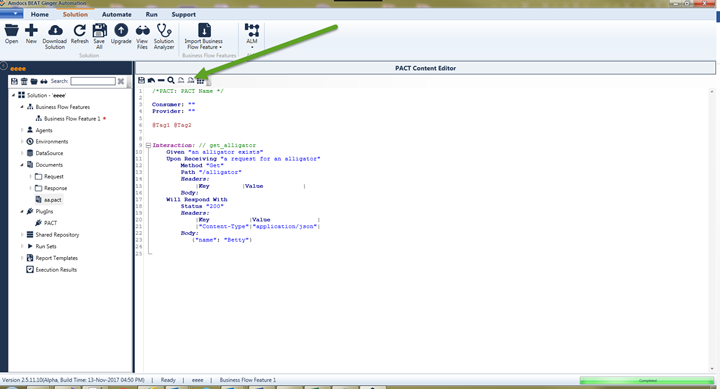 Amdocs BEAT Ginger Automation
Home Solution Automate Run Support
Open New Download Solution Refresh Save All Upgrade View Files Solution Analyzer Import Business Flow Feature ALM
Solution Business Flow Features
eeee
Search:
PACT Content Editor
Solution - 'eeee'
Business Flow Features
Business Flow Feature 1 *
Agents
Environments
DataSource
Documents
Request
Response
aa.pact
PlugIns
PACT
Shared Repository
Run Sets
Report Templates
Execution Results
1 /*PACT: PACT Name */
2
3 Consumer: ""
4 Provider: ""
5
6 @Tag1 @Tag2
7
8
9 Interaction: // get_alligator
10 Given "an alligator exists"
11 Upon Receiving "a request for an alligator"
12 Method "Get"
13 Path "/alligator"
14 Headers:
15 |Key |Value |
16 Body:
17 Will Respond With
18 Status "200"
19 Headers:
20 |Key |Value |
21 |"Content-Type"|"application/json"|
22 Body:
23 {"name": "Betty"}
24
25
Version 2.5.11.10(Alpha, Build Time: 13-Nov-2017 04:50 PM) | Ready | eeee | Business Flow Feature 1
Completed